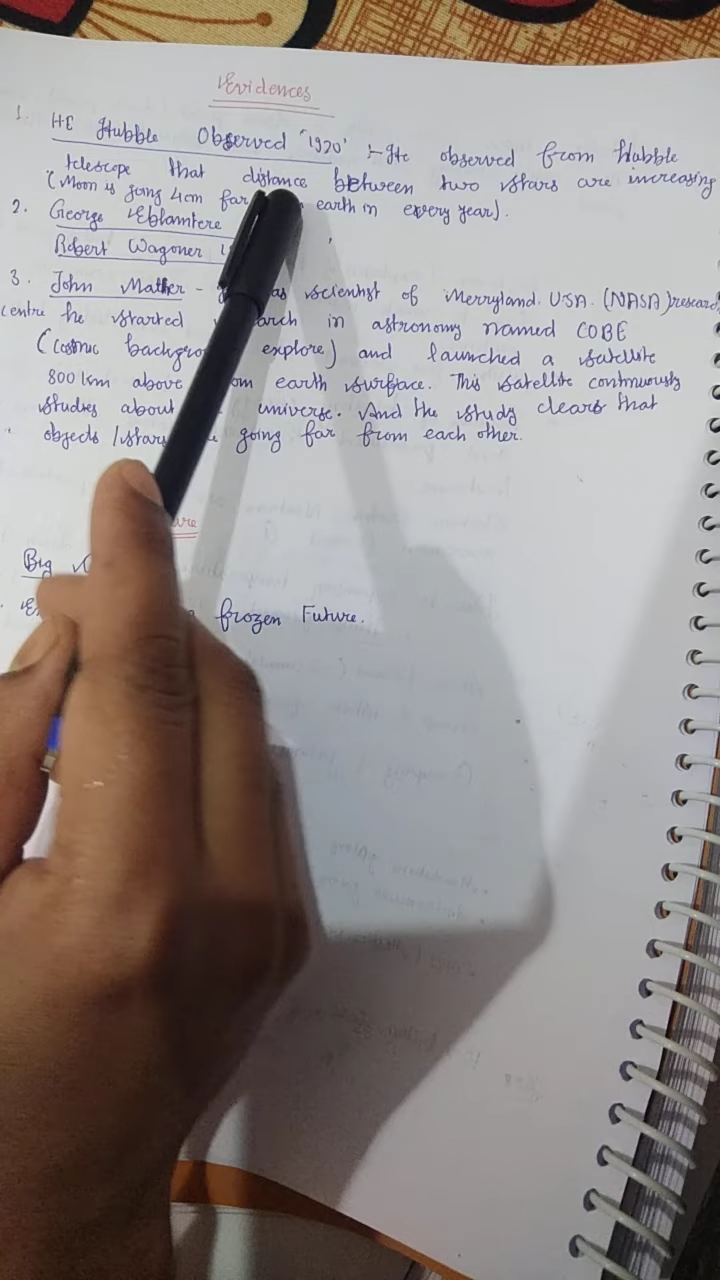 Evidences
1. HE Hubble Observed '1920' :- He observed from Hubble
telescope that distance between two stars are increasing
(Moon is going 4cm far earth in every year).
2. George Eblamtere
Robert Wagoner
3. John Mather - scientist of Merryland. USA. (NASA) research
centre he started in astronomy named COBE
(cosmic explore) and launched a satellite
800 km above earth surface. This satellite continuously
studies about universe. And the study clears that
objects /stars going far from each other.
Big
frozen Future.